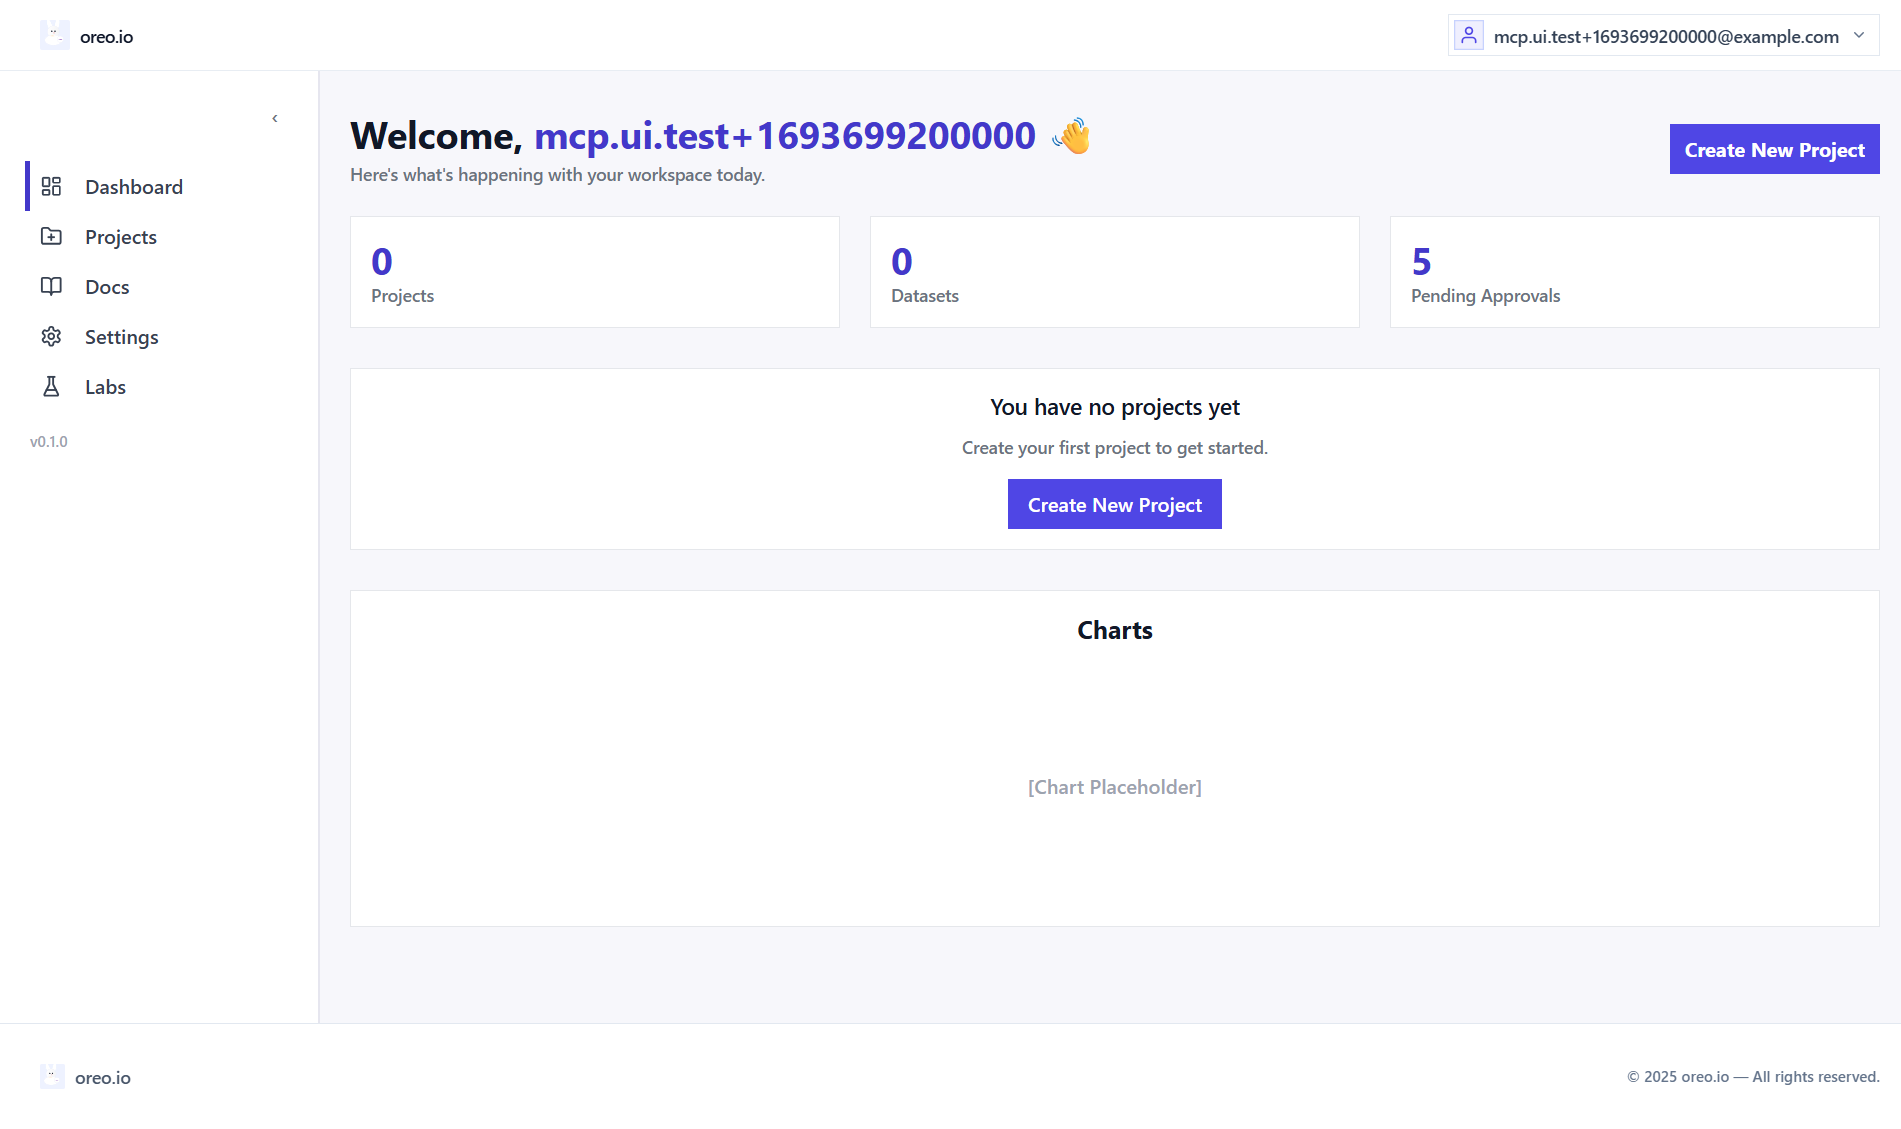 oreo.io
mcp.ui.test+1693699200000@example.com
Dashboard
Projects
Docs
Settings
Labs
v0.1.0
Welcome, mcp.ui.test+1693699200000 👋
Here's what's happening with your workspace today.
Create New Project
0
Projects
0
Datasets
5
Pending Approvals
You have no projects yet
Create your first project to get started.
Create New Project
Charts
[Chart Placeholder]
oreo.io
© 2025 oreo.io — All rights reserved.